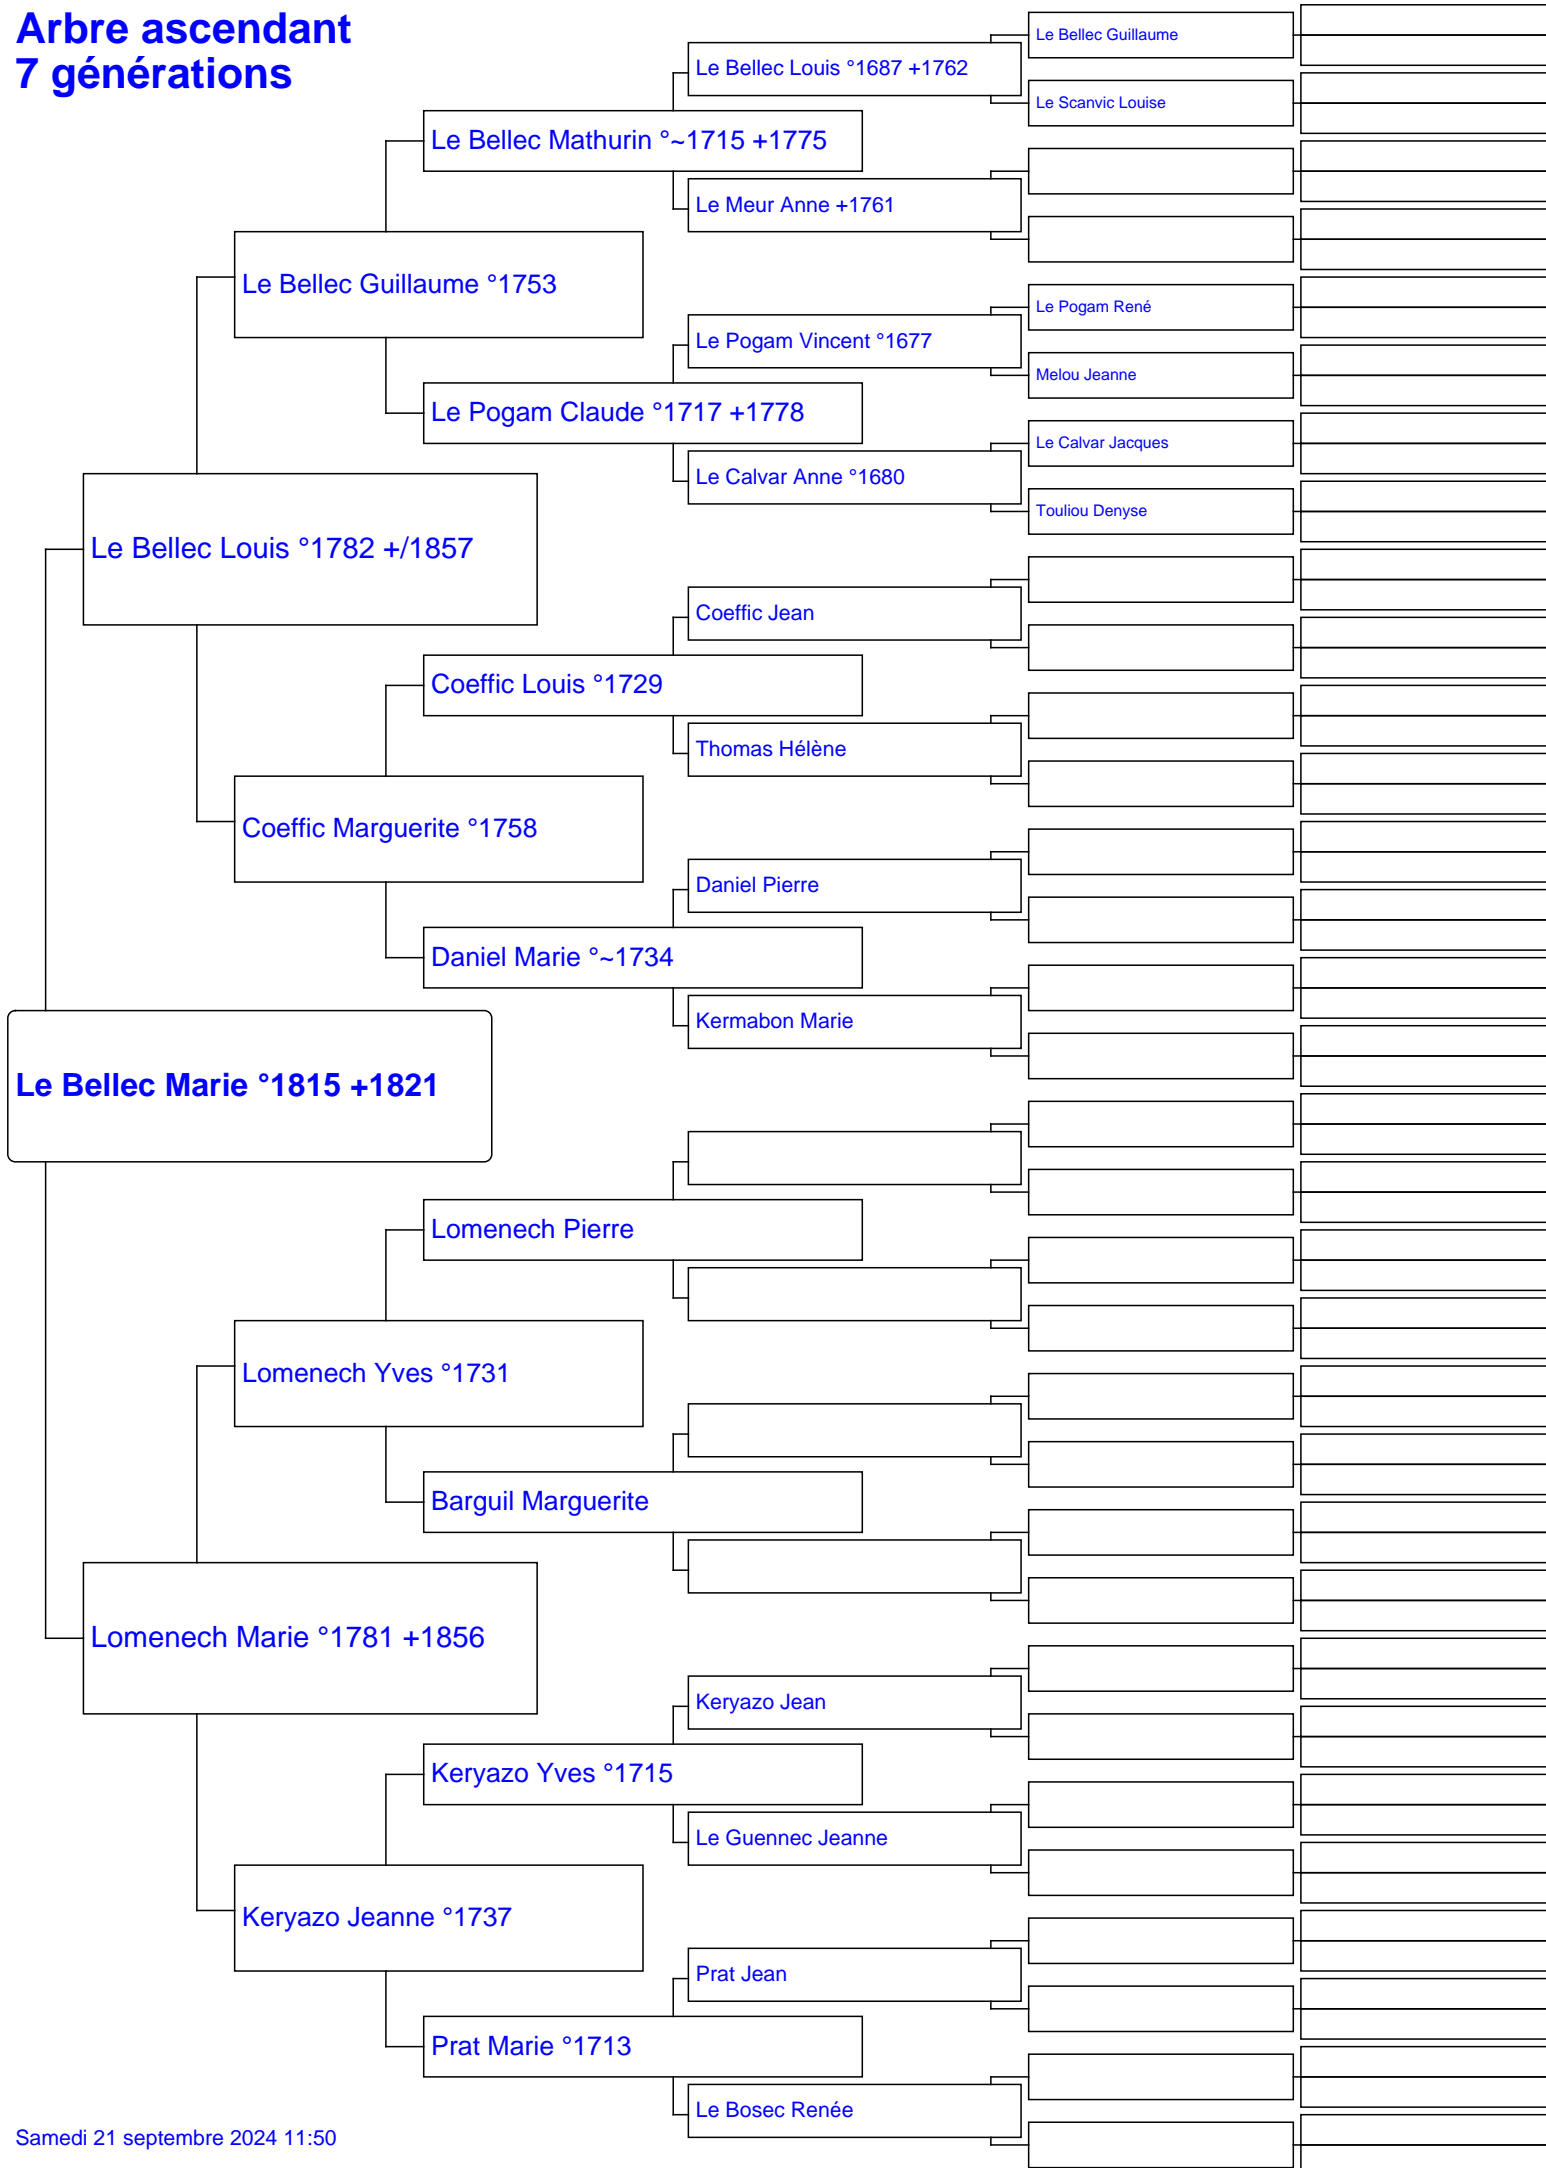 Arbre ascendant
7 générations
Le Bellec Guillaume
Le Bellec Louis °1687 +1762
Le Scanvic Louise
Le Bellec Mathurin °~1715 +1775
Le Meur Anne +1761
Le Bellec Guillaume °1753
Le Pogam René
Le Pogam Vincent °1677
Melou Jeanne
Le Pogam Claude °1717 +1778
Le Calvar Jacques
Le Calvar Anne °1680
Touliou Denyse
Le Bellec Louis °1782 +/1857
Coeffic Jean
Coeffic Louis °1729
Thomas Hélène
Coeffic Marguerite °1758
Daniel Pierre
Daniel Marie °~1734
Kermabon Marie
Le Bellec Marie °1815 +1821
Lomenech Pierre
Lomenech Yves °1731
Barguil Marguerite
Lomenech Marie °1781 +1856
Keryazo Jean
Keryazo Yves °1715
Le Guennec Jeanne
Keryazo Jeanne °1737
Prat Jean
Prat Marie °1713
Le Bosec Renée
Samedi 21 septembre 2024 11:50